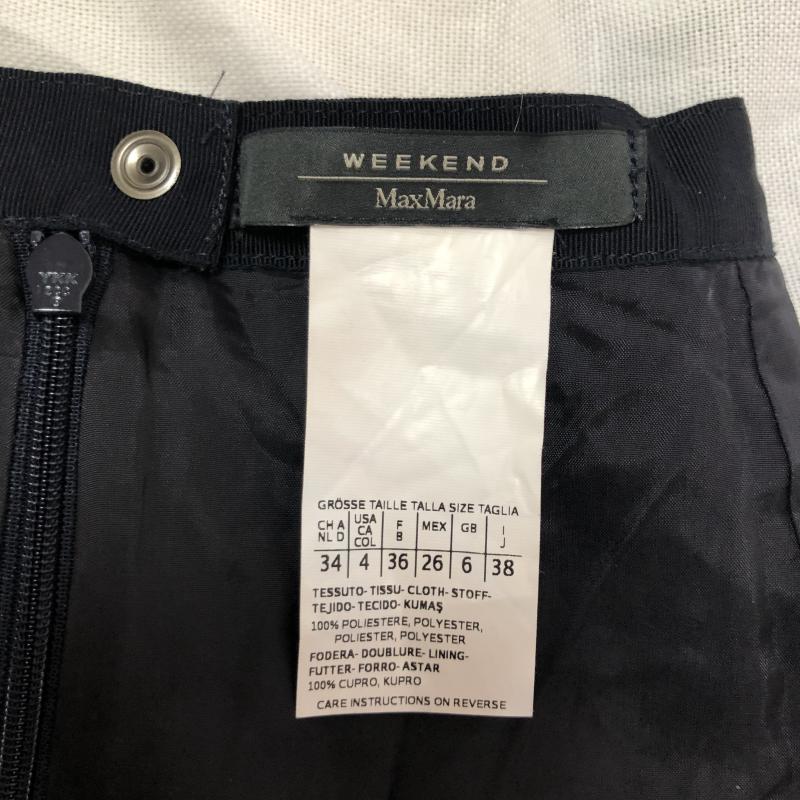 WEEKEND
MaxMara
YKK
GRÖSSE TAILLE TALLA SIZE TAGLIA
CH A NL D USA CA COL F B MEX GB I J
34 4 36 26 6 38
TESSUTO- TISSU- CLOTH- STOFF-
TEJIDO- TECIDO- KUMAŞ
100% POLIESTERE, POLYESTER,
POLIESTER, POLYESTER
FODERA- DOUBLURE- LINING-
FUTTER- FORRO- ASTAR
100% CUPRO, KUPRO
CARE INSTRUCTIONS ON REVERSE